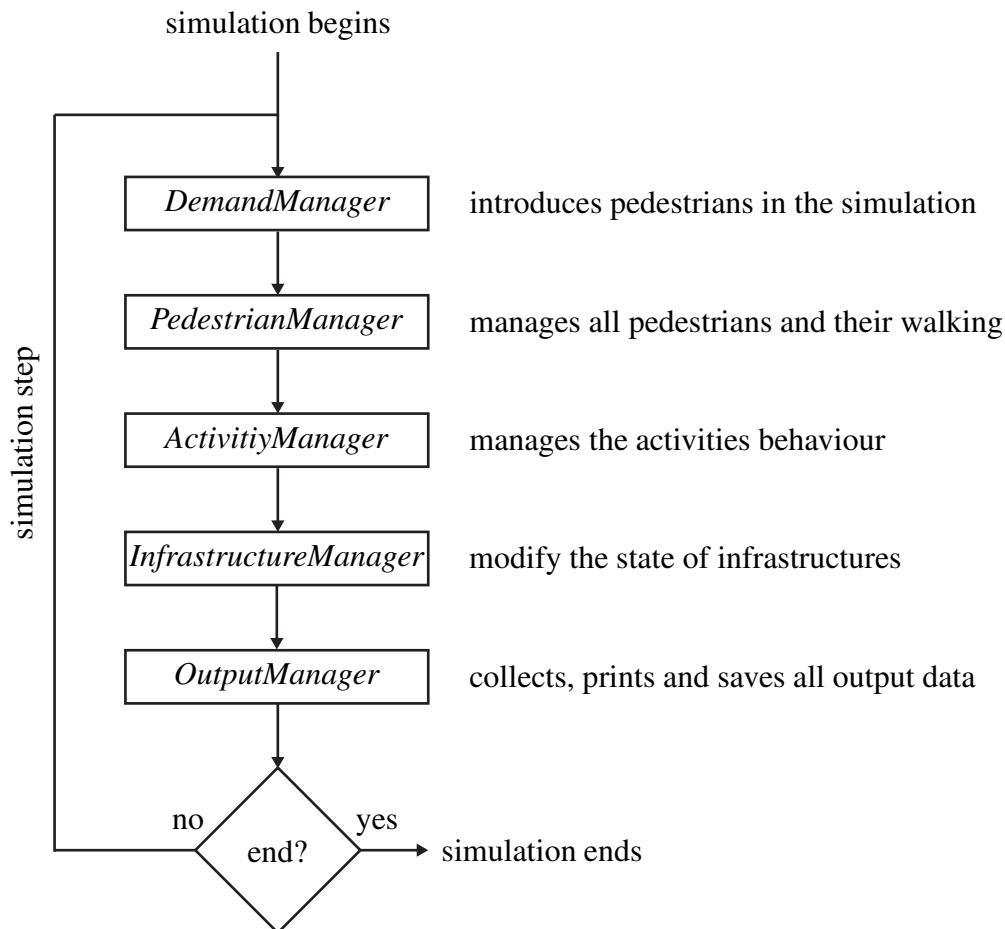 simulation begins
DemandManager introduces pedestrians in the simulation
PedestrianManager manages all pedestrians and their walking
ActivitiyManager manages the activities behaviour
InfrastructureManager modify the state of infrastructures
OutputManager collects, prints and saves all output data
simulation step
no yes
end? simulation ends